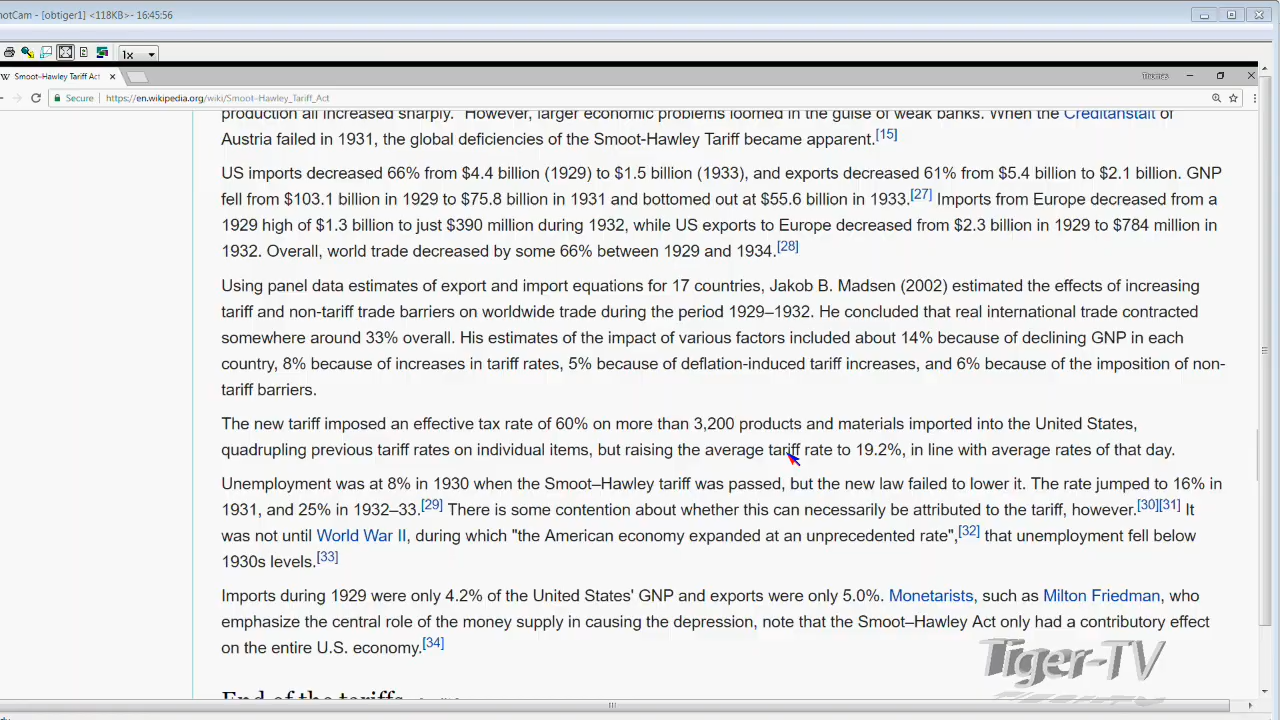 notCam - [obtiger1] <118KB>- 16:45:56
1x
Smoot–Hawley Tariff Act
Thomas
Secure https://en.wikipedia.org/wiki/Smoot–Hawley_Tariff_Act
production all increased sharply." However, larger economic problems loomed in the guise of weak banks. When the Creditanstalt of
Austria failed in 1931, the global deficiencies of the Smoot-Hawley Tariff became apparent.[15]
US imports decreased 66% from $4.4 billion (1929) to $1.5 billion (1933), and exports decreased 61% from $5.4 billion to $2.1 billion. GNP
fell from $103.1 billion in 1929 to $75.8 billion in 1931 and bottomed out at $55.6 billion in 1933.[27] Imports from Europe decreased from a
1929 high of $1.3 billion to just $390 million during 1932, while US exports to Europe decreased from $2.3 billion in 1929 to $784 million in
1932. Overall, world trade decreased by some 66% between 1929 and 1934.[28]
Using panel data estimates of export and import equations for 17 countries, Jakob B. Madsen (2002) estimated the effects of increasing
tariff and non-tariff trade barriers on worldwide trade during the period 1929–1932. He concluded that real international trade contracted
somewhere around 33% overall. His estimates of the impact of various factors included about 14% because of declining GNP in each
country, 8% because of increases in tariff rates, 5% because of deflation-induced tariff increases, and 6% because of the imposition of non-
tariff barriers.
The new tariff imposed an effective tax rate of 60% on more than 3,200 products and materials imported into the United States,
quadrupling previous tariff rates on individual items, but raising the average tariff rate to 19.2%, in line with average rates of that day.
Unemployment was at 8% in 1930 when the Smoot–Hawley tariff was passed, but the new law failed to lower it. The rate jumped to 16% in
1931, and 25% in 1932–33.[29] There is some contention about whether this can necessarily be attributed to the tariff, however.[30][31] It
was not until World War II, during which "the American economy expanded at an unprecedented rate",[32] that unemployment fell below
1930s levels.[33]
Imports during 1929 were only 4.2% of the United States' GNP and exports were only 5.0%. Monetarists, such as Milton Friedman, who
emphasize the central role of the money supply in causing the depression, note that the Smoot–Hawley Act only had a contributory effect
on the entire U.S. economy.[34]
Tiger-TV
End of the tariffs